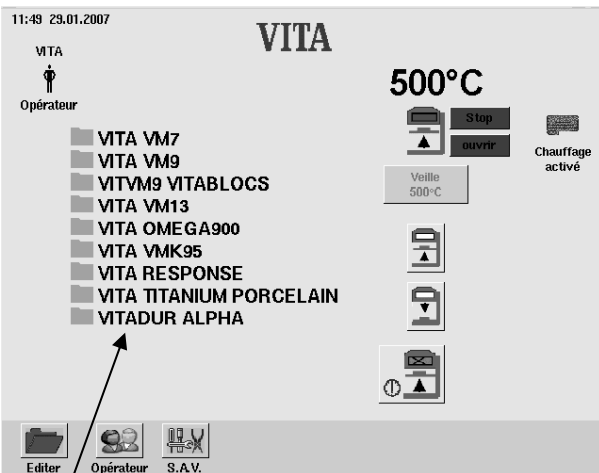 11:49 29.01.2007
VITA
VITA
Opérateur
500°C
Stop
ouvrir
Chauffage
activé
Veille
500°C
VITA VM7
VITA VM9
VITVM9 VITABLOCS
VITA VM13
VITA OMEGA900
VITA VMK95
VITA RESPONSE
VITA TITANIUM PORCELAIN
VITADUR ALPHA
Editer
Opérateur
S.A.V.